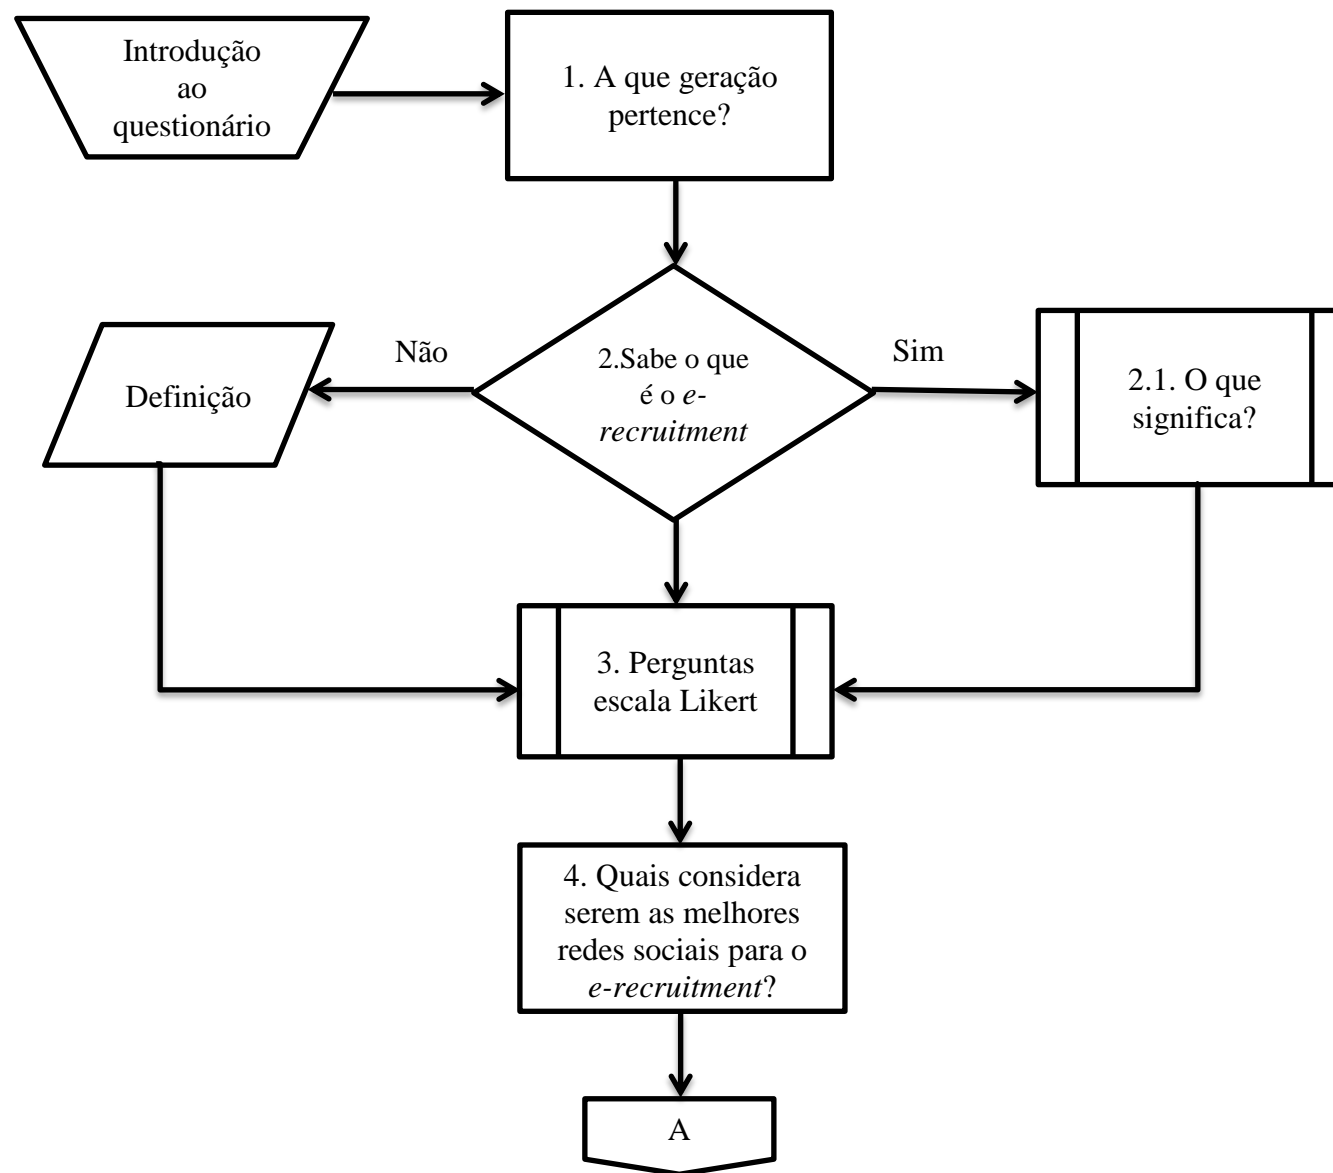 Introdução
ao
questionário
1. A que geração
pertence?
Não
Sim
Definição
2.Sabe o que
é o e-
recruitment
2.1. O que
significa?
3. Perguntas
escala Likert
4. Quais considera
serem as melhores
redes sociais para o
e-recruitment?
A